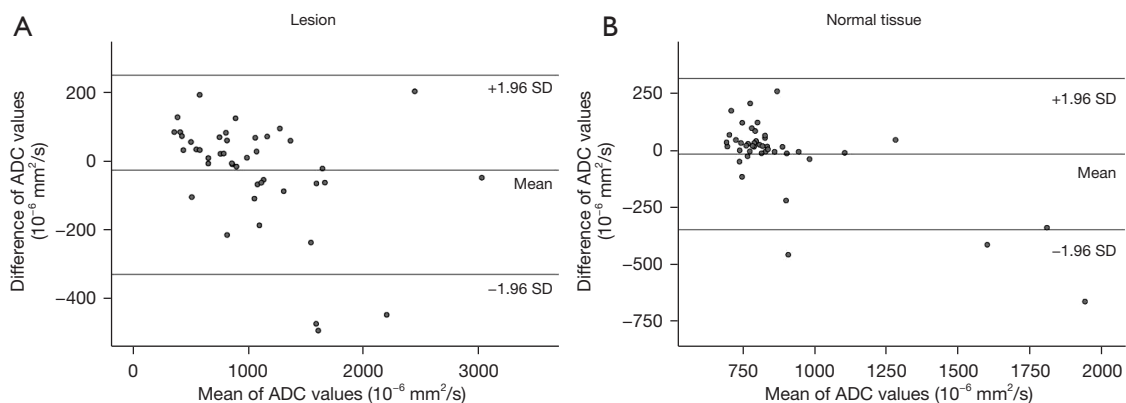 A
Lesion
Difference of ADC values
(10⁻⁶ mm²/s)
200
0
−200
−400
+1.96 SD
Mean
−1.96 SD
0
1000
2000
3000
Mean of ADC values (10⁻⁶ mm²/s)
B
Normal tissue
Difference of ADC values
(10⁻⁶ mm²/s)
250
0
−250
−500
−750
+1.96 SD
Mean
−1.96 SD
750
1000
1250
1500
1750
2000
Mean of ADC values (10⁻⁶ mm²/s)